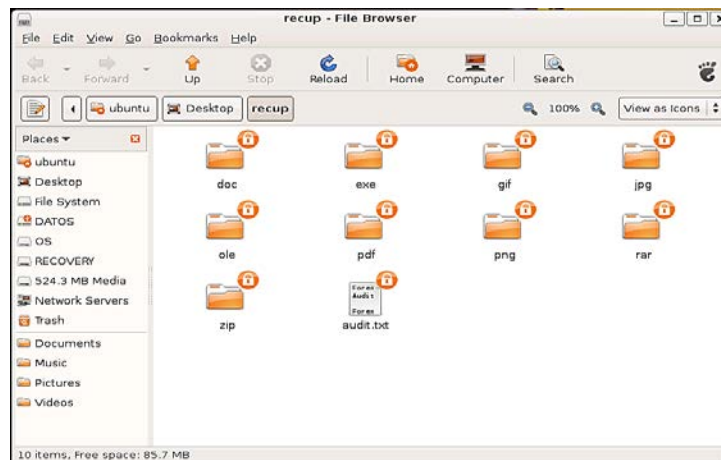 recup - File Browser
File Edit View Go Bookmarks Help
Back Forward Up Stop Reload Home Computer Search
ubuntu Desktop recup 100% View as Icons
Places
ubuntu
Desktop
File System
DATOS
OS
RECOVERY
524.3 MB Media
Network Servers
Trash
Documents
Music
Pictures
Videos
doc exe gif jpg
ole pdf png rar
zip audit.txt
10 items, Free space: 85.7 MB